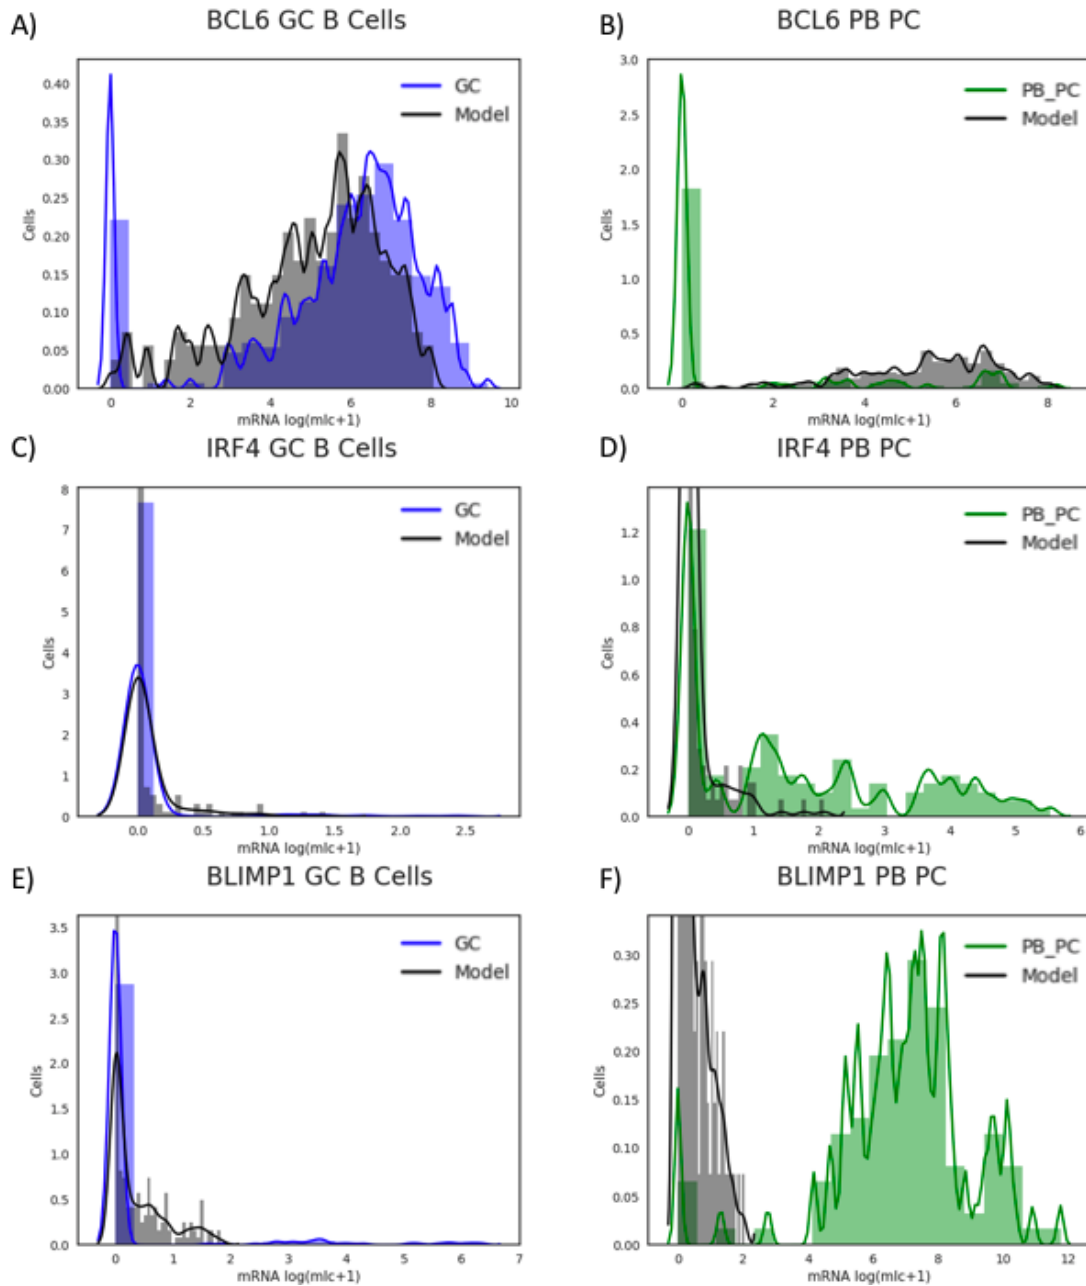 A) BCL6 GC B Cells
GC
Model
0.40
0.35
0.30
0.25
0.20
0.15
0.10
0.05
0.00
Cells
0 2 4 6 8 10
mRNA log(mlc+1)
B) BCL6 PB PC
PB_PC
Model
3.0
2.5
2.0
1.5
1.0
0.5
0.0
Cells
0 2 4 6 8
mRNA log(mlc+1)
C) IRF4 GC B Cells
GC
Model
8
7
6
5
4
3
2
1
0
Cells
0.0 0.5 1.0 1.5 2.0 2.5
mRNA log(mlc+1)
D) IRF4 PB PC
PB_PC
Model
1.2
1.0
0.8
0.6
0.4
0.2
0.0
Cells
0 1 2 3 4 5 6
mRNA log(mlc+1)
E) BLIMP1 GC B Cells
GC
Model
3.5
3.0
2.5
2.0
1.5
1.0
0.5
0.0
Cells
0 1 2 3 4 5 6 7
mRNA log(mlc+1)
F) BLIMP1 PB PC
PB_PC
Model
0.30
0.25
0.20
0.15
0.10
0.05
0.00
Cells
0 2 4 6 8 10 12
mRNA log(mlc+1)